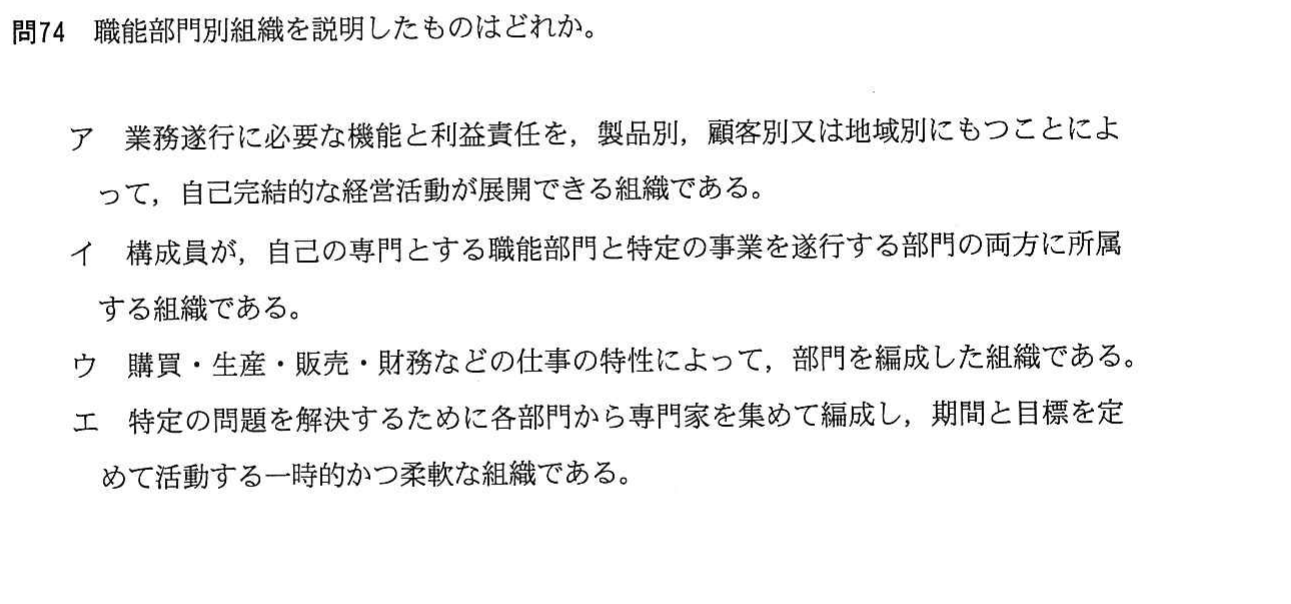 問74　職能部門別組織を説明したものはどれか。
ア　業務遂行に必要な機能と利益責任を，製品別，顧客別又は地域別にもつことによ
って，自己完結的な経営活動が展開できる組織である。
イ　構成員が，自己の専門とする職能部門と特定の事業を遂行する部門の両方に所属
する組織である。
ウ　購買・生産・販売・財務などの仕事の特性によって，部門を編成した組織である。
エ　特定の問題を解決するために各部門から専門家を集めて編成し，期間と目標を定
めて活動する一時的かつ柔軟な組織である。